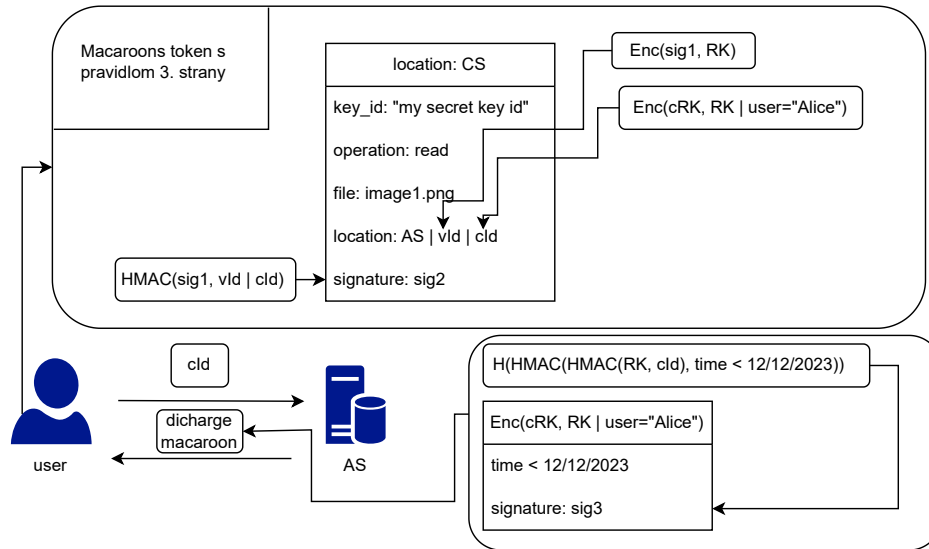 Macaroons token s
pravidlom 3. strany
location: CS
key_id: "my secret key id"
operation: read
file: image1.png
location: AS | vId | cId
signature: sig2
Enc(sig1, RK)
Enc(cRK, RK | user="Alice")
HMAC(sig1, vId | cId)
cId
dicharge
macaroon
user
AS
H(HMAC(HMAC(RK, cId), time < 12/12/2023))
Enc(cRK, RK | user="Alice")
time < 12/12/2023
signature: sig3